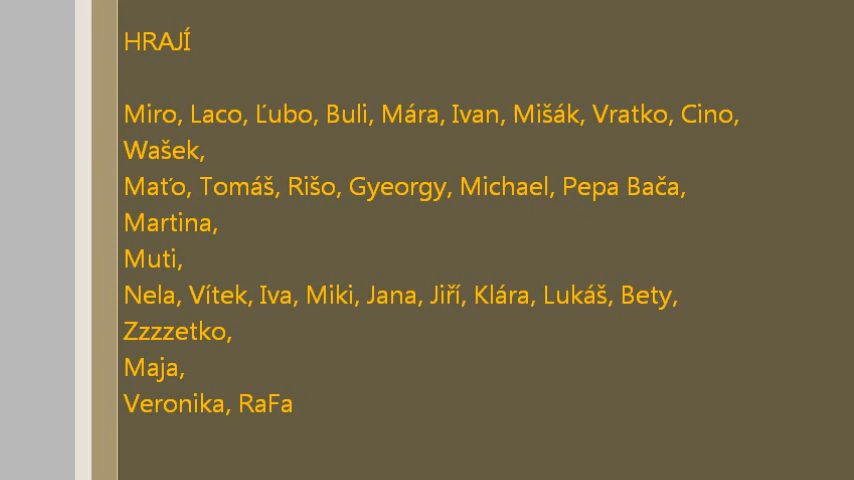 HRAJÍ
Miro, Laco, Ľubo, Buli, Mára, Ivan, Mišák, Vratko, Cino,
Wašek,
Maťo, Tomáš, Rišo, Gyeorgy, Michael, Pepa Bača,
Martina,
Muti,
Nela, Vítek, Iva, Miki, Jana, Jiří, Klára, Lukáš, Bety,
Zzzzetko,
Maja,
Veronika, RaFa